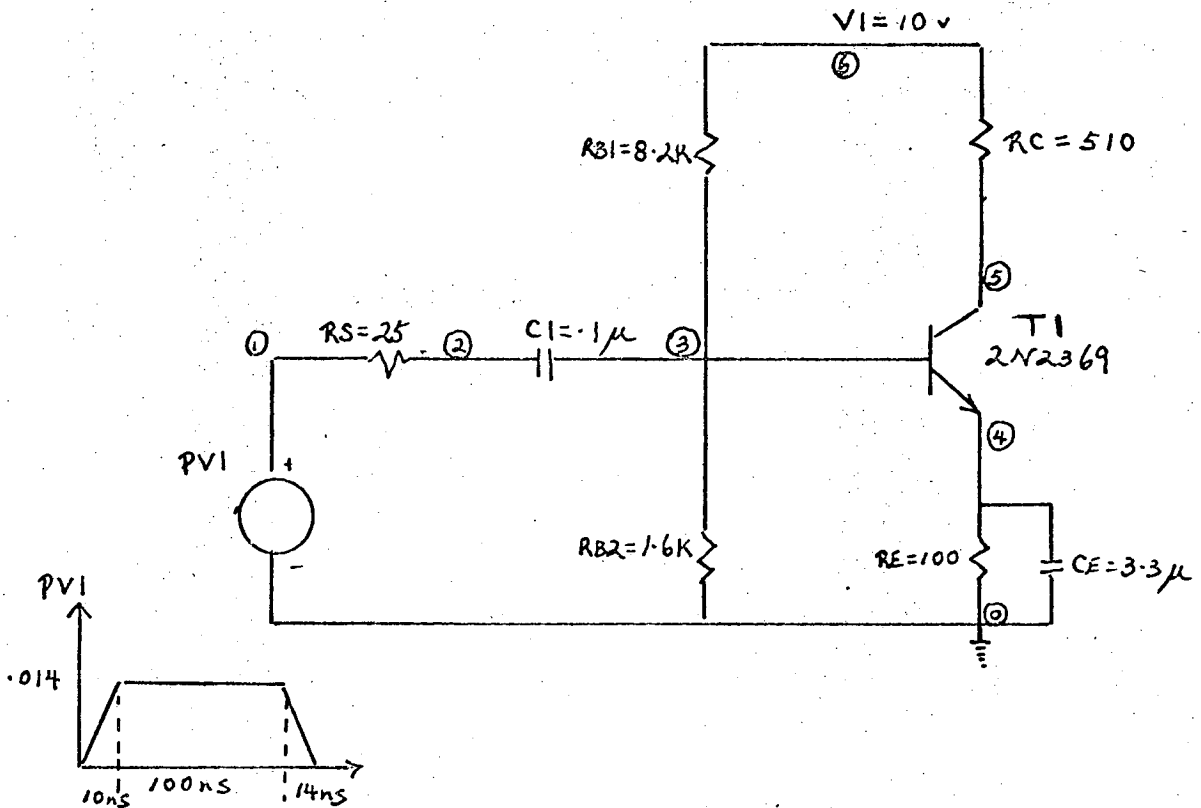 V1=10v
⑥
RB1=8.2K
RC=510
⑤
① RS=25 ② C1=.1μ ③
T1
2N2369
④
PV1
+
-
RB2=1.6K
RE=100
CE=3.3μ
⓪
PV1
.014
10ns 100ns 14ns